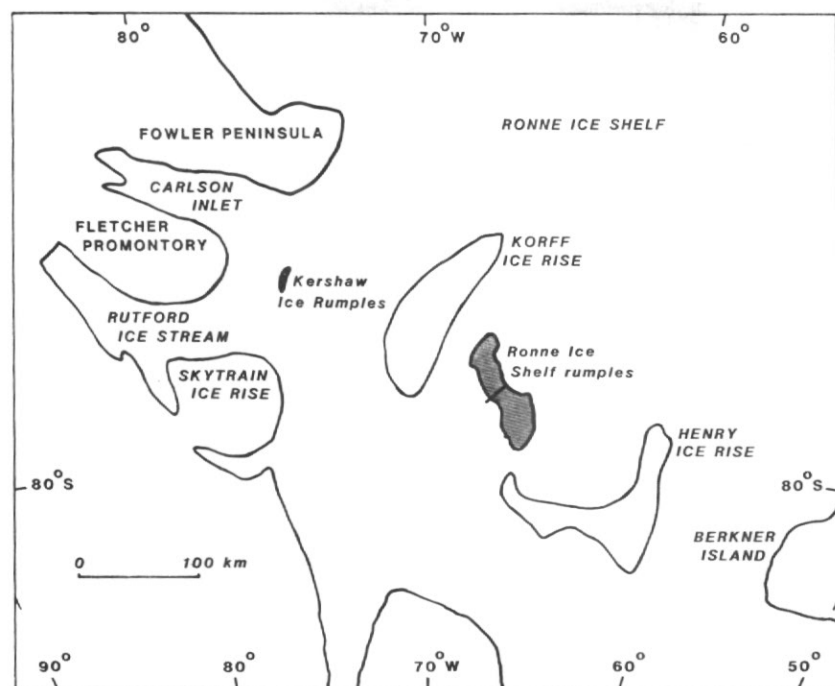 80°
70°W
60°
FOWLER PENINSULA
RONNE ICE SHELF
CARLSON
INLET
FLETCHER
PROMONTORY
KORFF
ICE RISE
Kershaw
Ice Rumples
RUTFORD
ICE STREAM
Ronne Ice
Shelf rumples
SKYTRAIN
ICE RISE
HENRY
ICE RISE
80°S
80°S
BERKNER
ISLAND
0 100 km
90°
80°
70°W
60°
50°